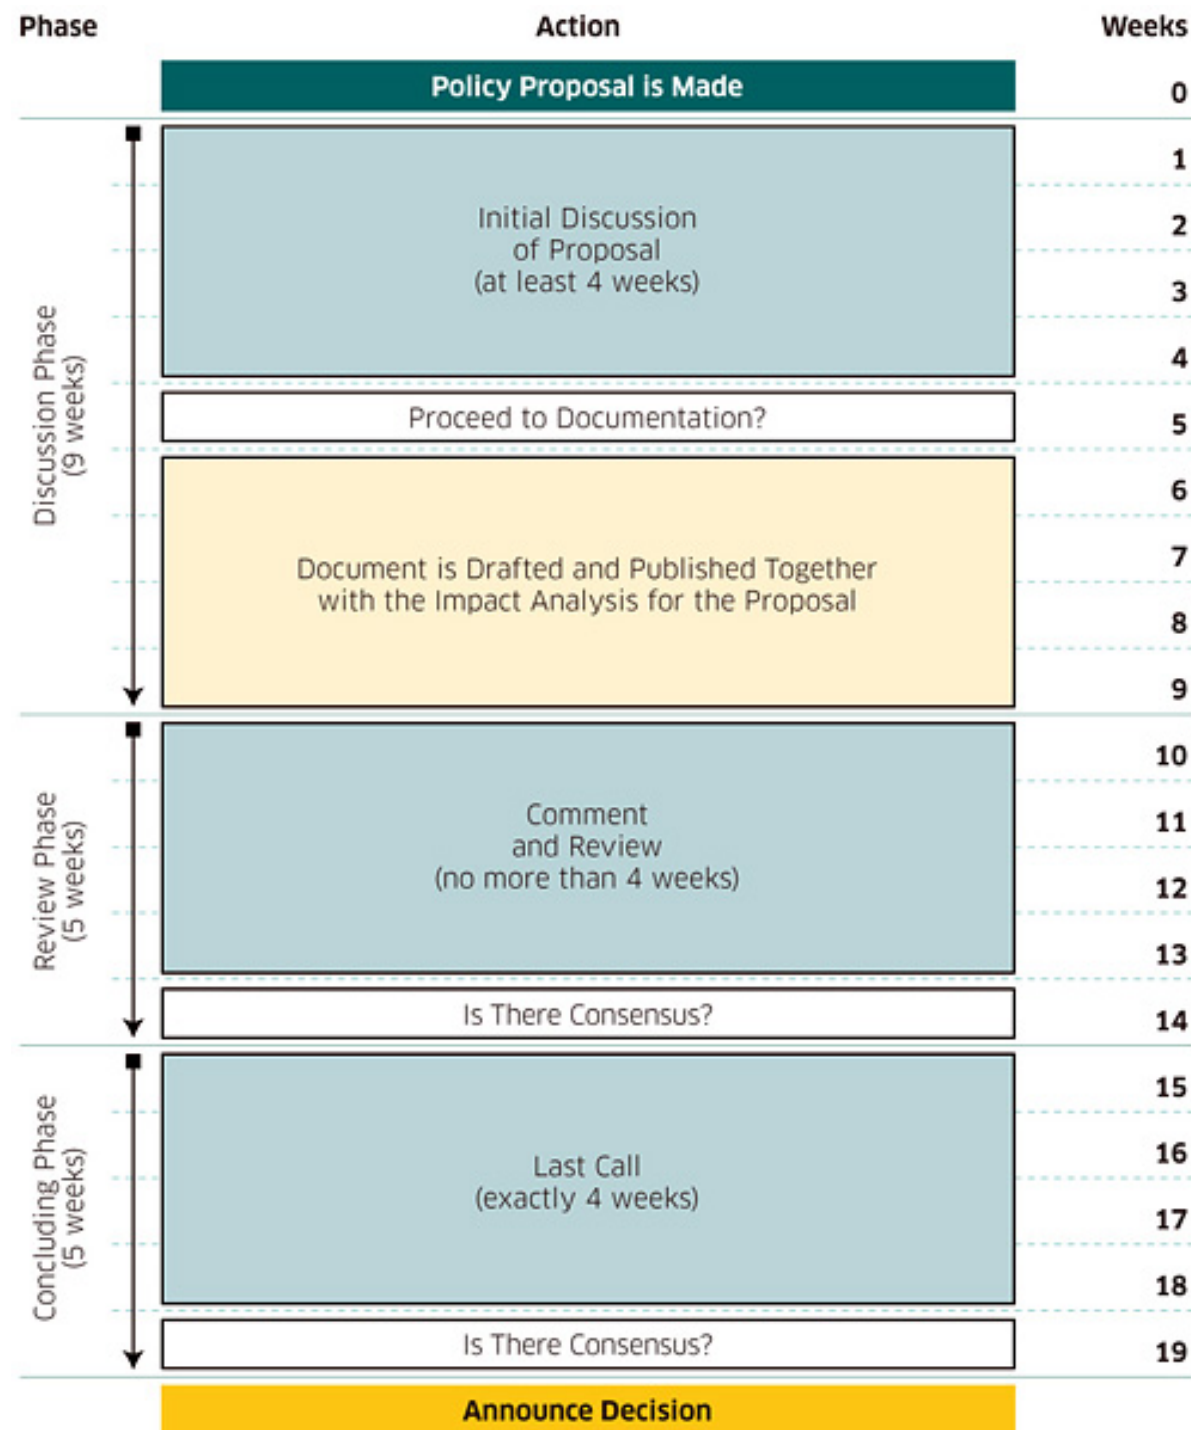 Phase Action Weeks
Policy Proposal is Made 0
Discussion Phase
(9 weeks)
1
Initial Discussion
of Proposal
(at least 4 weeks)
2
3
4
Proceed to Documentation? 5
6
Document is Drafted and Published Together
with the Impact Analysis for the Proposal
7
8
9
Review Phase
(5 weeks)
10
Comment
and Review
(no more than 4 weeks)
11
12
13
Is There Consensus? 14
Concluding Phase
(5 weeks)
15
Last Call
(exactly 4 weeks)
16
17
18
Is There Consensus? 19
Announce Decision